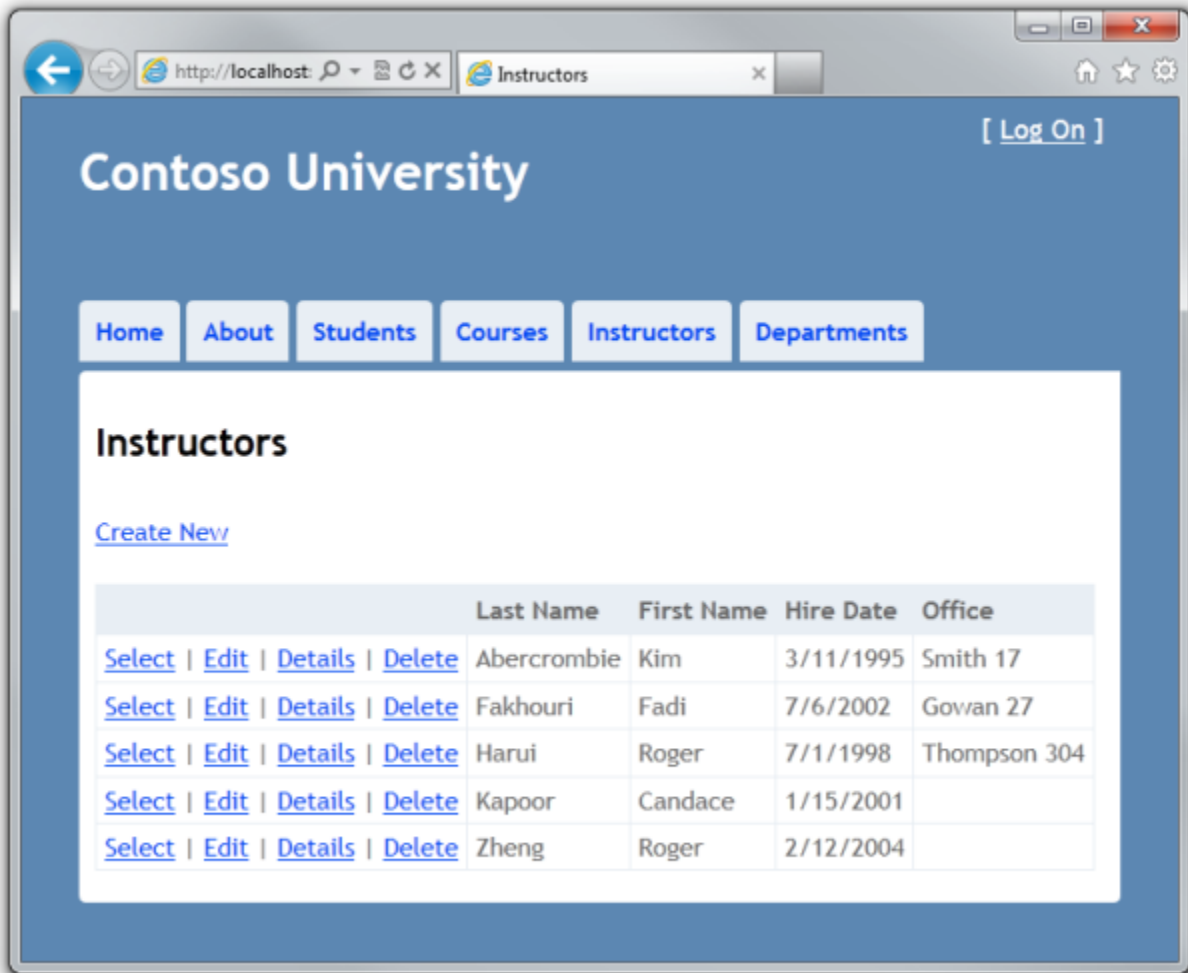 http://localhost:
Instructors
[ Log On ]
Contoso University
Home About Students Courses Instructors Departments
Instructors
Create New
Last Name First Name Hire Date Office
Select | Edit | Details | Delete Abercrombie Kim 3/11/1995 Smith 17
Select | Edit | Details | Delete Fakhouri Fadi 7/6/2002 Gowan 27
Select | Edit | Details | Delete Harui Roger 7/1/1998 Thompson 304
Select | Edit | Details | Delete Kapoor Candace 1/15/2001
Select | Edit | Details | Delete Zheng Roger 2/12/2004